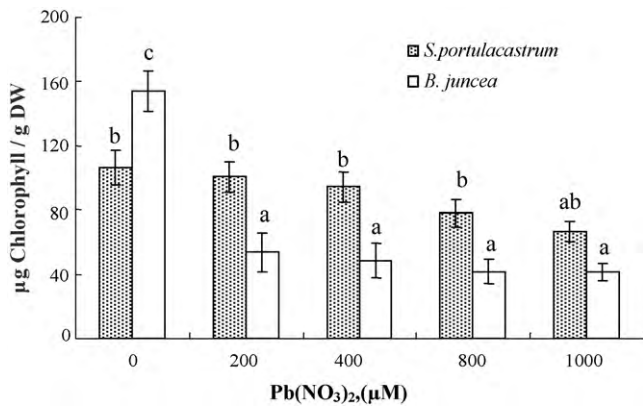 200
160
120
80
40
0
µg Chlorophyll / g DW
S.portulacastrum
B. juncea
b
c
b
a
b
a
b
a
ab
a
0
200
400
800
1000
Pb(NO3)2,(µM)